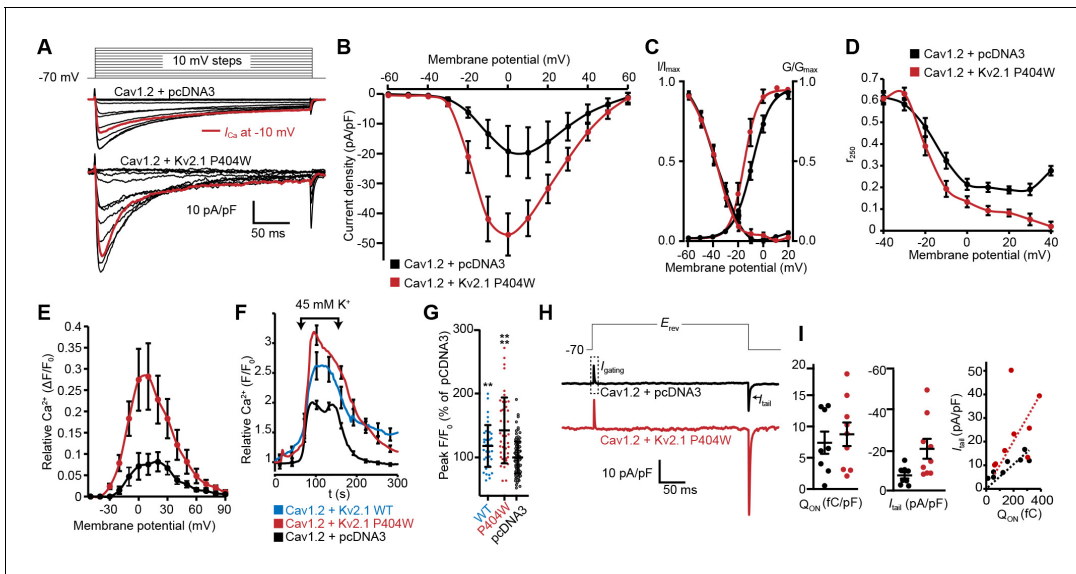 A
10 mV steps
-70 mV
Cav1.2 + pcDNA3
ICa at -10 mV
Cav1.2 + Kv2.1 P404W
10 pA/pF
50 ms
B
Membrane potential (mV)
-60 -40 -20 0 20 40 60
0
-10
-20
-30
-40
-50
Current density (pA/pF)
Cav1.2 + pcDNA3
Cav1.2 + Kv2.1 P404W
C
I/Imax
G/Gmax
1.0
0.5
0.0
1.0
0.5
0.0
-60 -40 -20 0 20
Membrane potential (mV)
D
Cav1.2 + pcDNA3
Cav1.2 + Kv2.1 P404W
0.7
0.6
0.5
0.4
0.3
0.2
0.1
0
r250
-40 -20 0 20 40
Membrane potential (mV)
E
Relative Ca2+ (ΔF/F0)
0.4
0.35
0.3
0.25
0.2
0.15
0.1
0.05
0
-30 0 30 60 90
Membrane potential (mV)
F
45 mM K+
Relative Ca2+ (F/F0)
3
2
1
0 100 200 300
t (s)
Cav1.2 + Kv2.1 WT
Cav1.2 + Kv2.1 P404W
Cav1.2 + pcDNA3
G
Peak F/F0 (% of pCDNA3)
300
200
100
**
**
**
WT
P404W
pcDNA3
H
Erev
-70
Igating
Cav1.2 + pcDNA3
Itail
Cav1.2 + Kv2.1 P404W
10 pA/pF
50 ms
I
20
15
10
5
0
QON (fC/pF)
-60
-40
-20
0
Itail (pA/pF)
50
40
30
20
10
0
Itail (pA/pF)
0 200 400
QON (fC)